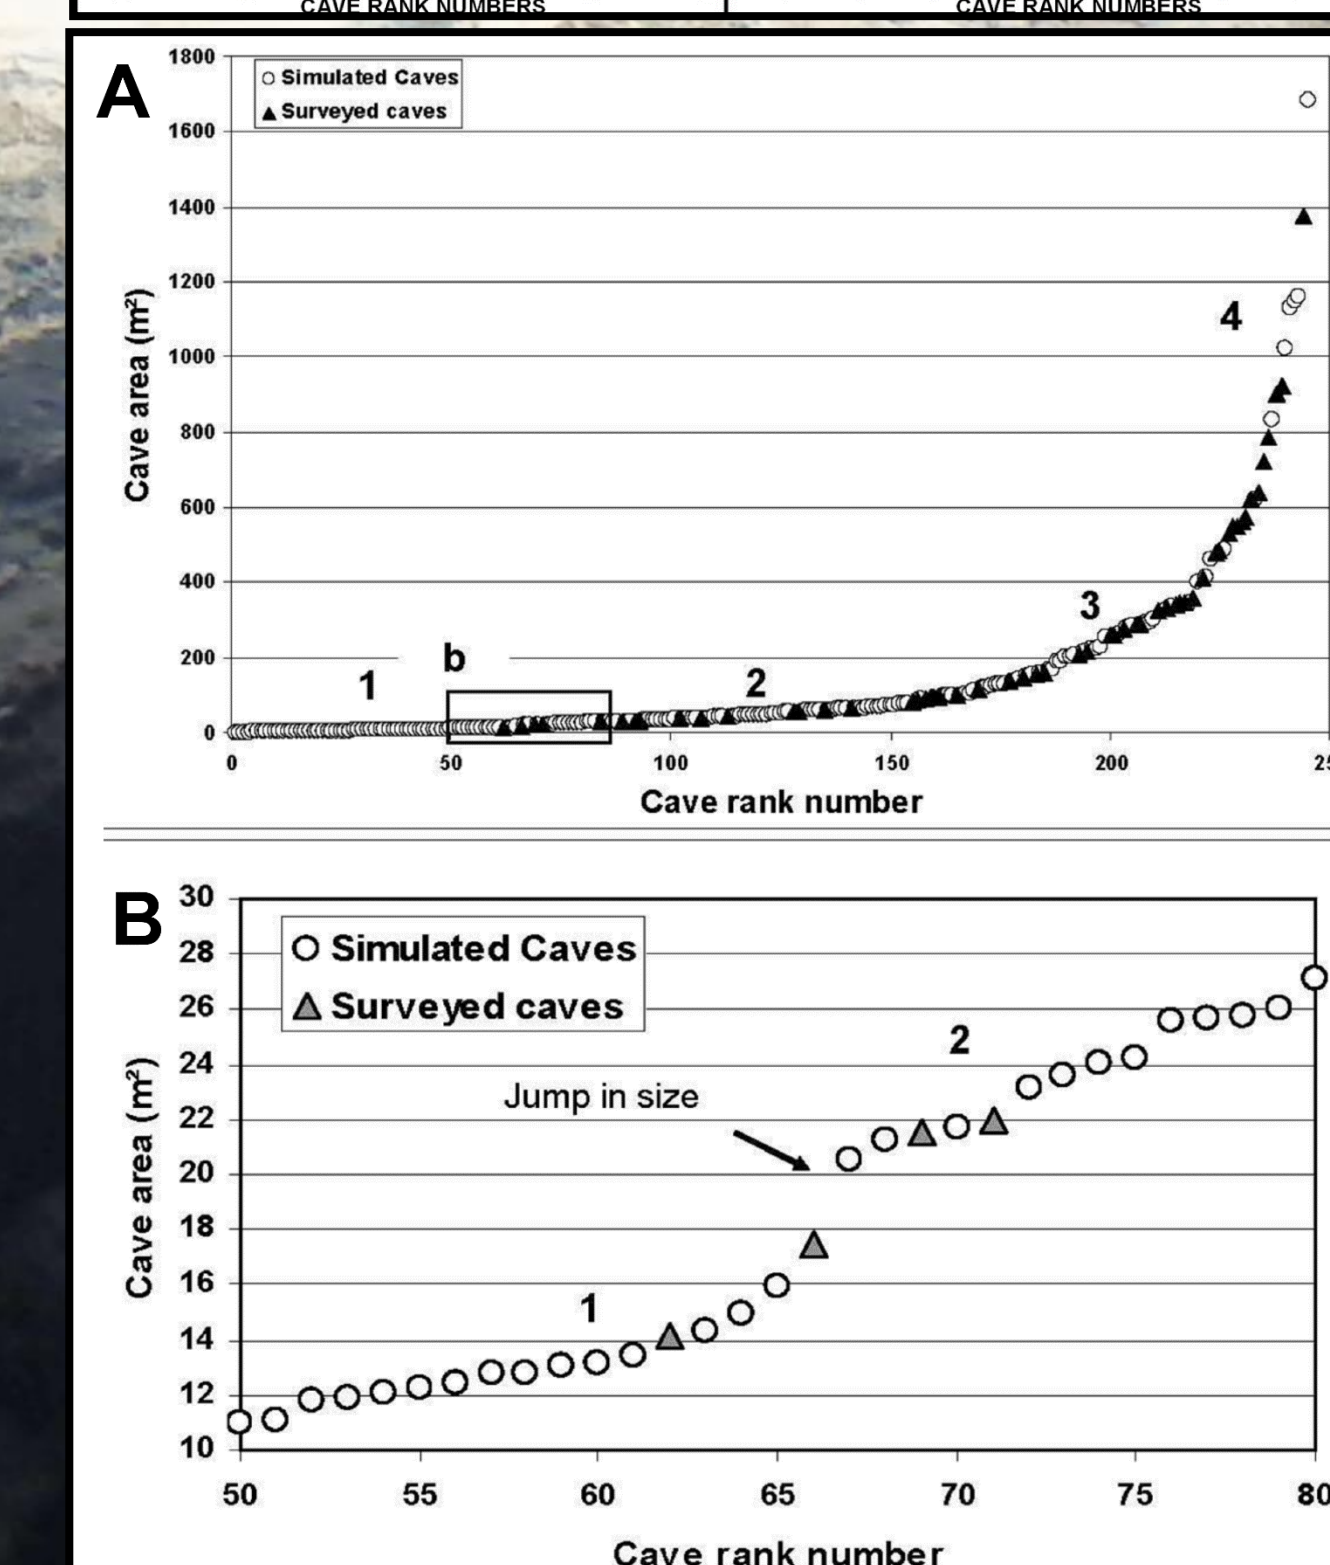 CAVE RANK NUMBERS CAVE RANK NUMBERS
A
1800
1600
1400
1200
1000
800
600
400
200
0
Simulated Caves
Surveyed caves
Cave area (m²)
1
b
2
3
4
0 50 100 150 200 25
Cave rank number
B
30
28
26
24
22
20
18
16
14
12
10
Simulated Caves
Surveyed caves
Cave area (m²)
2
Jump in size
1
50 55 60 65 70 75 80
Cave rank number